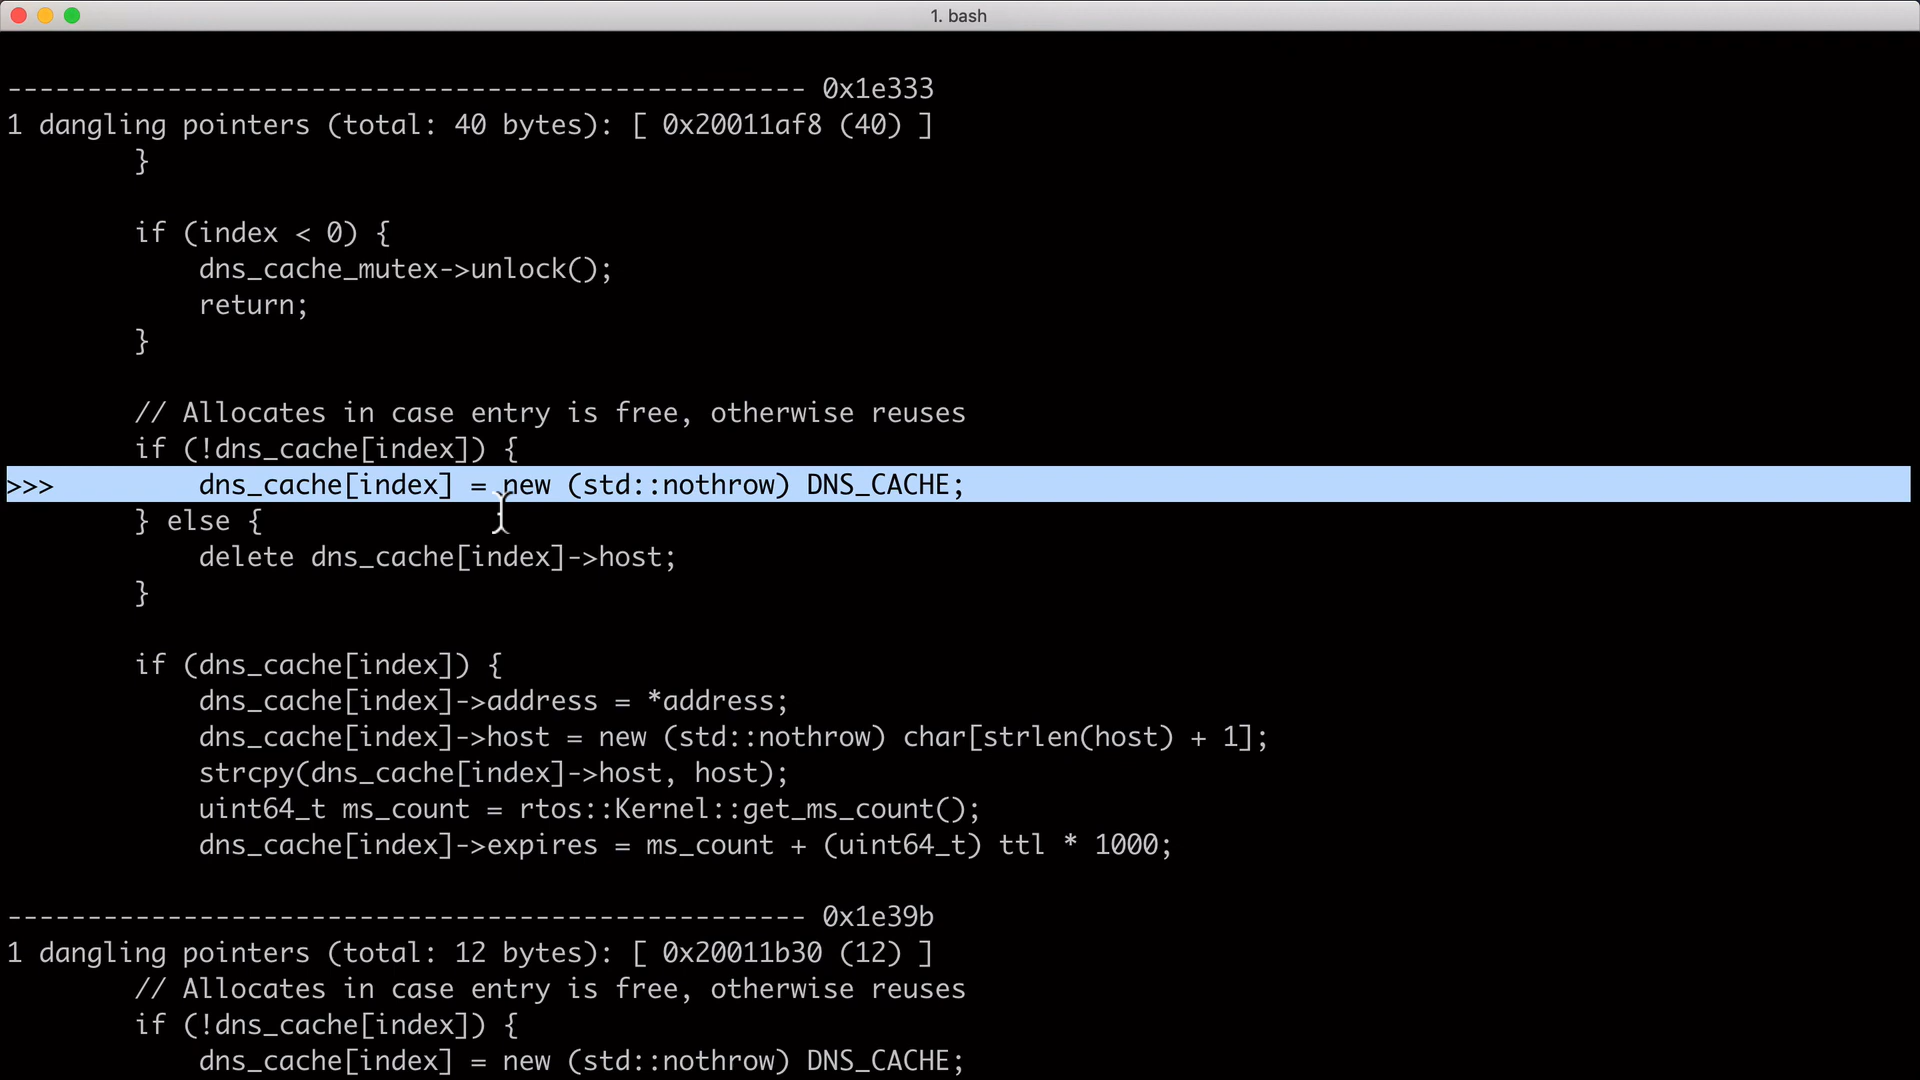 1. bash
-------------------------------------------------- 0x1e333
1 dangling pointers (total: 40 bytes): [ 0x20011af8 (40) ]
        }
        if (index < 0) {
            dns_cache_mutex->unlock();
            return;
        }
        // Allocates in case entry is free, otherwise reuses
        if (!dns_cache[index]) {
>>>         dns_cache[index] = new (std::nothrow) DNS_CACHE;
        } else {
            delete dns_cache[index]->host;
        }
        if (dns_cache[index]) {
            dns_cache[index]->address = *address;
            dns_cache[index]->host = new (std::nothrow) char[strlen(host) + 1];
            strcpy(dns_cache[index]->host, host);
            uint64_t ms_count = rtos::Kernel::get_ms_count();
            dns_cache[index]->expires = ms_count + (uint64_t) ttl * 1000;
-------------------------------------------------- 0x1e39b
1 dangling pointers (total: 12 bytes): [ 0x20011b30 (12) ]
        // Allocates in case entry is free, otherwise reuses
        if (!dns_cache[index]) {
            dns_cache[index] = new (std::nothrow) DNS_CACHE;